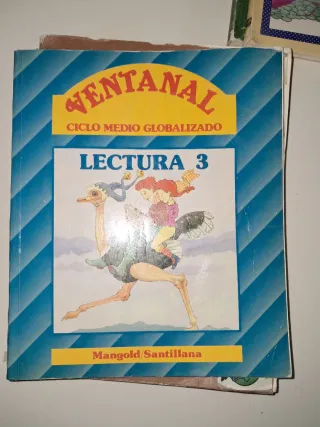 VENTANAL
CICLO MEDIO GLOBALIZADO
LECTURA 3
Mangold/Santillana